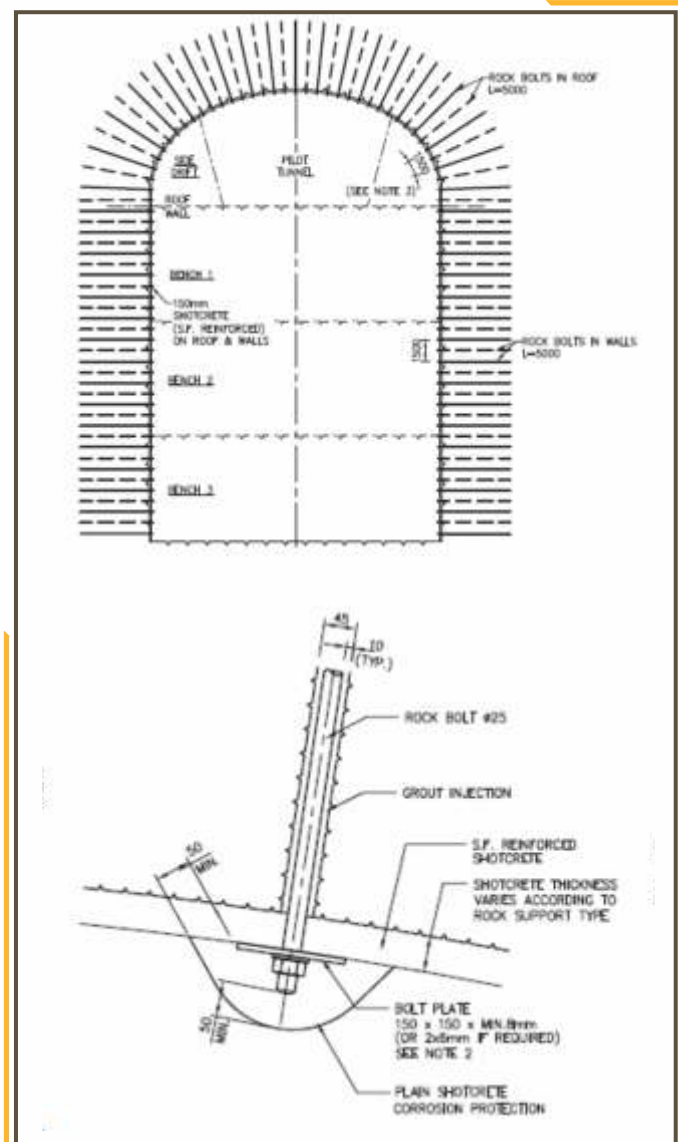 ROCK BOLTS IN ROOF
L=5000
SIDE
DRIFT
PILOT
TUNNEL
(SEE NOTE 2)
ROOF
WALL
BENCH 1
150mm
SHOTCRETE
(S.F. REINFORCED)
ON ROOF & WALLS
ROCK BOLTS IN WALLS
L=5000
BENCH 2
BENCH 3
45
10
(TYP.)
ROCK BOLT ø25
GROUT INJECTION
S.F. REINFORCED
SHOTCRETE
50
MIN.
SHOTCRETE THICKNESS
VARIES ACCORDING TO
ROCK SUPPORT TYPE
BOLT PLATE
150 x 150 x MIN.8mm
(OR 2x6mm IF REQUIRED)
SEE NOTE 2
50
MIN.
PLAIN SHOTCRETE
CORROSION PROTECTION